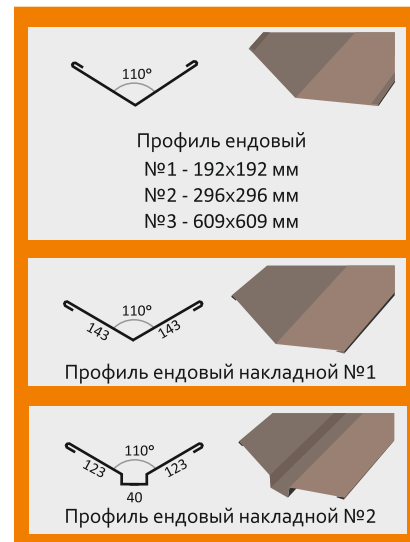 110°
Профиль ендовый
№1 - 192х192 мм
№2 - 296х296 мм
№3 - 609х609 мм
110°
143 143
Профиль ендовый накладной №1
110°
123 123
40
Профиль ендовый накладной №2